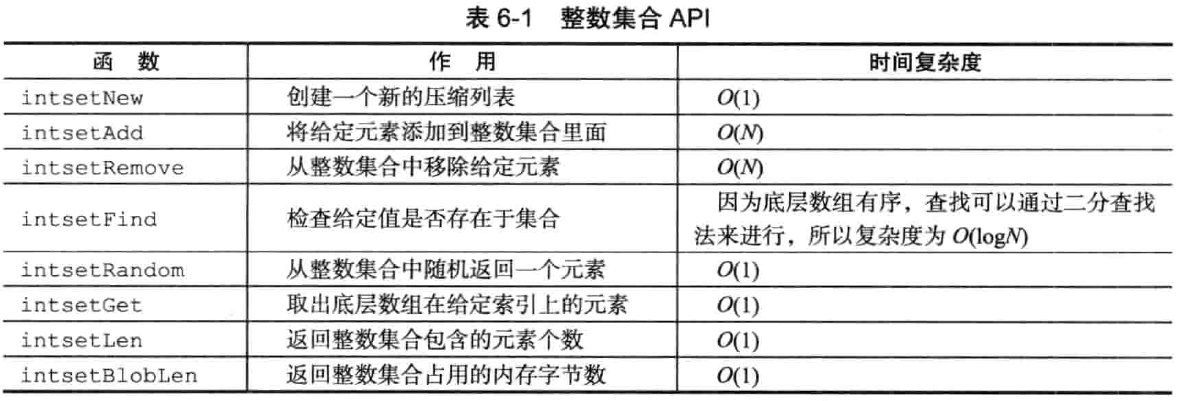 表 6-1 整数集合 API
函 数 作 用 时间复杂度
intsetNew 创建一个新的压缩列表 O(1)
intsetAdd 将给定元素添加到整数集合里面 O(N)
intsetRemove 从整数集合中移除给定元素 O(N)
intsetFind 检查给定值是否存在于集合 因为底层数组有序，查找可以通过二分查找
法来进行，所以复杂度为 O(logN)
intsetRandom 从整数集合中随机返回一个元素 O(1)
intsetGet 取出底层数组在给定索引上的元素 O(1)
intsetLen 返回整数集合包含的元素个数 O(1)
intsetBlobLen 返回整数集合占用的内存字节数 O(1)